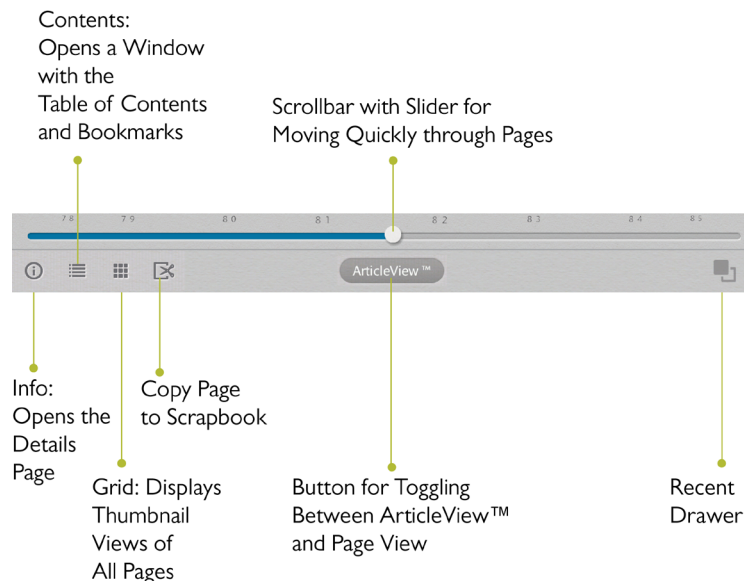 Contents:
Opens a Window
with the
Table of Contents
and Bookmarks
Scrollbar with Slider for
Moving Quickly through Pages
78 79 80 81 82 83 84 85
ArticleView™
Info:
Opens the
Details
Page
Copy Page
to Scrapbook
Grid: Displays
Thumbnail
Views of
All Pages
Button for Toggling
Between ArticleView™
and Page View
Recent
Drawer